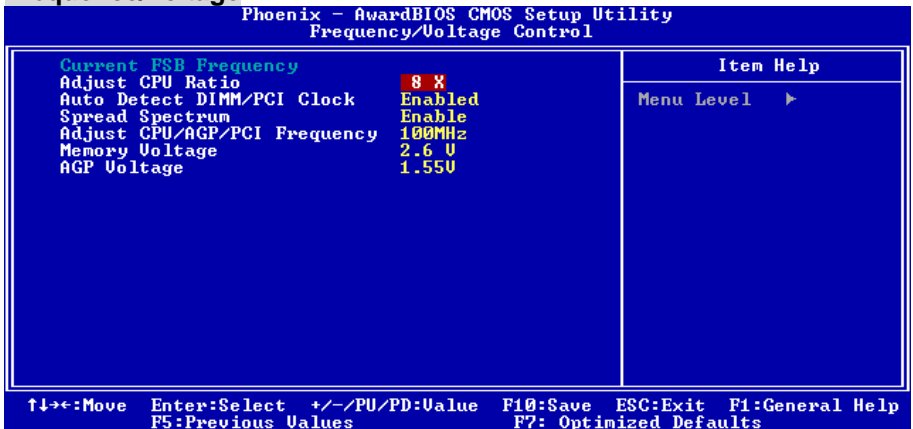 Phoenix - AwardBIOS CMOS Setup Utility
Frequency/Voltage Control
Current FSB Frequency
Adjust CPU Ratio 8 X
Auto Detect DIMM/PCI Clock Enabled
Spread Spectrum Enable
Adjust CPU/AGP/PCI Frequency 100MHz
Memory Voltage 2.6 V
AGP Voltage 1.55V
Item Help
Menu Level ►
↑↓→←:Move Enter:Select +/-/PU/PD:Value F10:Save ESC:Exit F1:General Help
F5:Previous Values F7: Optimized Defaults